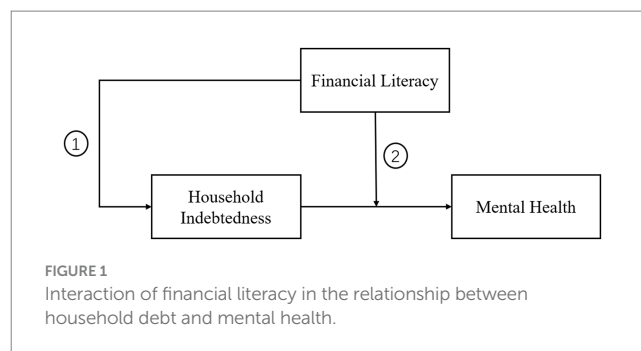 Financial Literacy
①
②
Household
Indebtedness
Mental Health
FIGURE 1
Interaction of financial literacy in the relationship between
household debt and mental health.